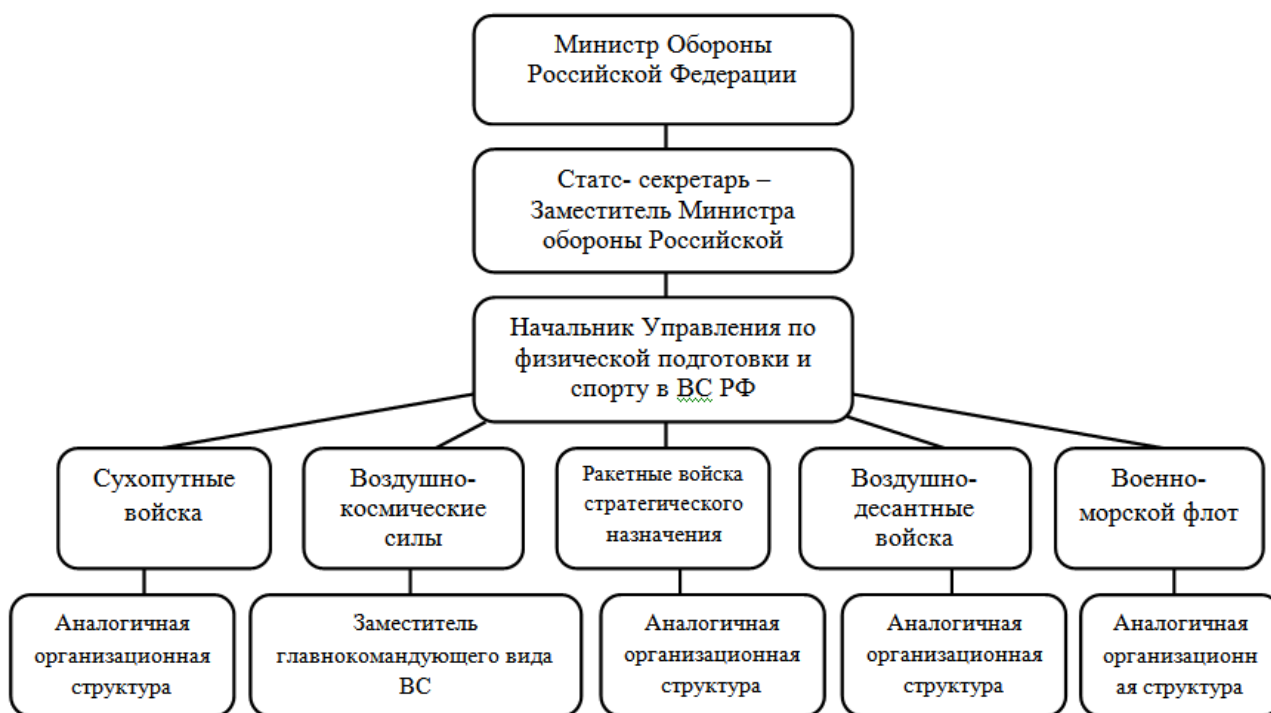 Министр Обороны
Российской Федерации
Статс- секретарь –
Заместитель Министра
обороны Российской
Начальник Управления по
физической подготовки и
спорту в ВС РФ
Сухопутные
войска
Воздушно-
космические
силы
Ракетные войска
стратегического
назначения
Воздушно-
десантные
войска
Военно-
морской флот
Аналогичная
организационная
структура
Заместитель
главнокомандующего вида
ВС
Аналогичная
организационная
структура
Аналогичная
организационная
структура
Аналогичная
организационн
ая структура